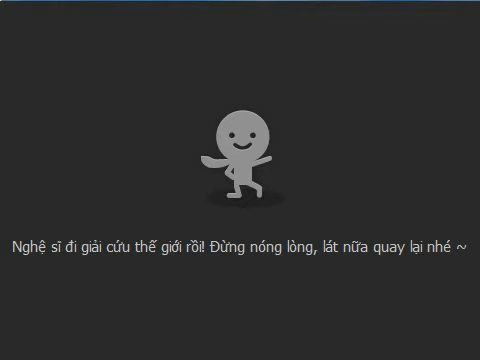 Nghệ sĩ đi giải cứu thế giới rồi! Đừng nóng lòng, lát nữa quay lại nhé ~